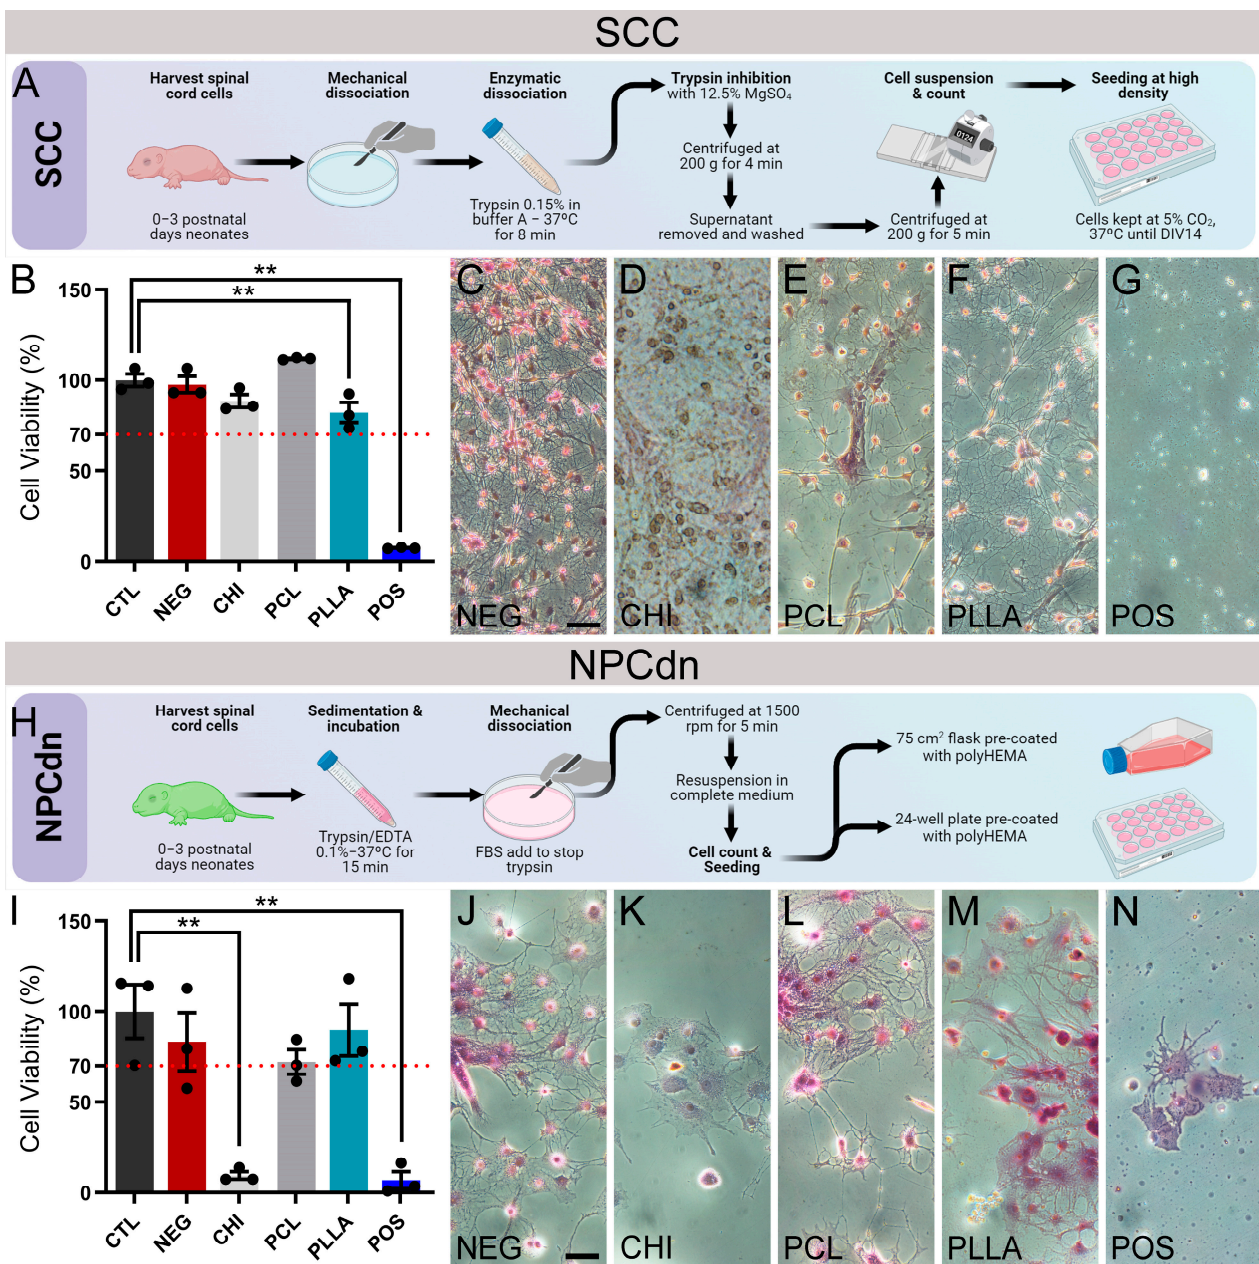 SCC
A
SCC
Harvest spinal
cord cells
0–3 postnatal
days neonates
Mechanical
dissociation
Enzymatic
dissociation
Trypsin 0.15% in
buffer A – 37ºC
for 8 min
Trypsin inhibition
with 12.5% MgSO₄
Centrifuged at
200 g for 4 min
Supernatant
removed and washed
Cell suspension
& count
0124
Centrifuged at
200 g for 5 min
Seeding at high
density
Cells kept at 5% CO₂,
37ºC until DIV14
B
Cell Viability (%)
150
100
70
50
0
**
**
CTL
NEG
CHI
PCL
PLLA
POS
C
NEG
D
CHI
E
PCL
F
PLLA
G
POS
NPCdn
H
NPCdn
Harvest spinal
cord cells
0–3 postnatal
days neonates
Sedimentation &
incubation
Trypsin/EDTA
0.1%–37ºC for
15 min
Mechanical
dissociation
FBS add to stop
trypsin
Centrifuged at 1500
rpm for 5 min
Resuspension in
complete medium
Cell count &
Seeding
75 cm² flask pre-coated
with polyHEMA
24-well plate pre-coated
with polyHEMA
I
Cell Viability (%)
150
100
70
50
0
**
**
CTL
NEG
CHI
PCL
PLLA
POS
J
NEG
K
CHI
L
PCL
M
PLLA
N
POS